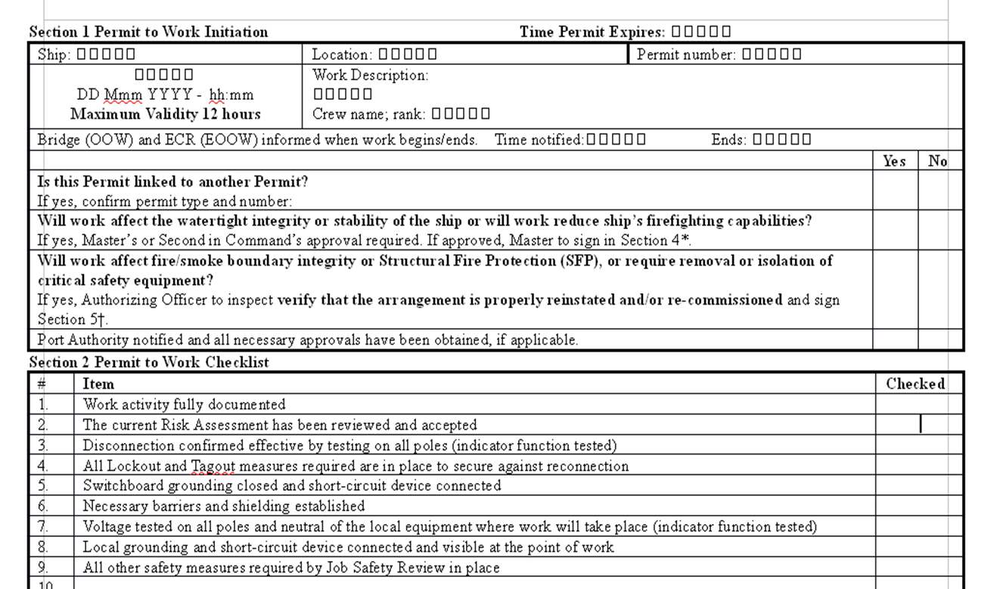 Section 1 Permit to Work Initiation Time Permit Expires: ▯▯▯▯▯
Ship: ▯▯▯▯▯ Location: ▯▯▯▯▯ Permit number: ▯▯▯▯▯
▯▯▯▯▯
DD Mmm YYYY - hh:mm
Maximum Validity 12 hours
Work Description:
▯▯▯▯▯
Crew name; rank: ▯▯▯▯▯
Bridge (OOW) and ECR (EOOW) informed when work begins/ends. Time notified:▯▯▯▯▯ Ends: ▯▯▯▯▯
Yes No
Is this Permit linked to another Permit?
If yes, confirm permit type and number:
Will work affect the watertight integrity or stability of the ship or will work reduce ship's firefighting capabilities?
If yes, Master's or Second in Command's approval required. If approved, Master to sign in Section 4*.
Will work affect fire/smoke boundary integrity or Structural Fire Protection (SFP), or require removal or isolation of
critical safety equipment?
If yes, Authorizing Officer to inspect verify that the arrangement is properly reinstated and/or re-commissioned and sign
Section 5†.
Port Authority notified and all necessary approvals have been obtained, if applicable.
Section 2 Permit to Work Checklist
# Item Checked
1. Work activity fully documented
2. The current Risk Assessment has been reviewed and accepted
3. Disconnection confirmed effective by testing on all poles (indicator function tested)
4. All Lockout and Tagout measures required are in place to secure against reconnection
5. Switchboard grounding closed and short-circuit device connected
6. Necessary barriers and shielding established
7. Voltage tested on all poles and neutral of the local equipment where work will take place (indicator function tested)
8. Local grounding and short-circuit device connected and visible at the point of work
9. All other safety measures required by Job Safety Review in place
10.